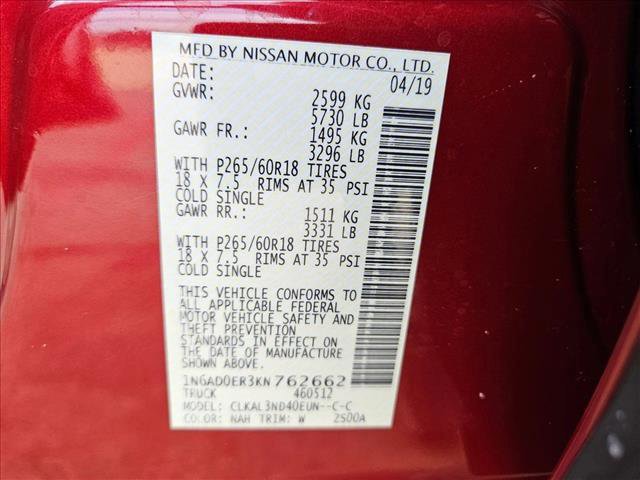 MFD BY NISSAN MOTOR CO., LTD.
DATE: 04/19
GVWR: 2599 KG
5730 LB
GAWR FR.: 1495 KG
3296 LB
WITH P265/60R18 TIRES
18 X 7.5 RIMS AT 35 PSI
COLD SINGLE
GAWR RR.: 1511 KG
3331 LB
WITH P265/60R18 TIRES
18 X 7.5 RIMS AT 35 PSI
COLD SINGLE
THIS VEHICLE CONFORMS TO
ALL APPLICABLE FEDERAL
MOTOR VEHICLE SAFETY AND
THEFT PREVENTION
STANDARDS IN EFFECT ON
THE DATE OF MANUFACTURE
SHOWN ABOVE.
1N6AD0ER3KN762662
TRUCK 460512
MODEL: CLKAL3ND40EUN--C-C
COLOR: NAH TRIM: W 2S00A